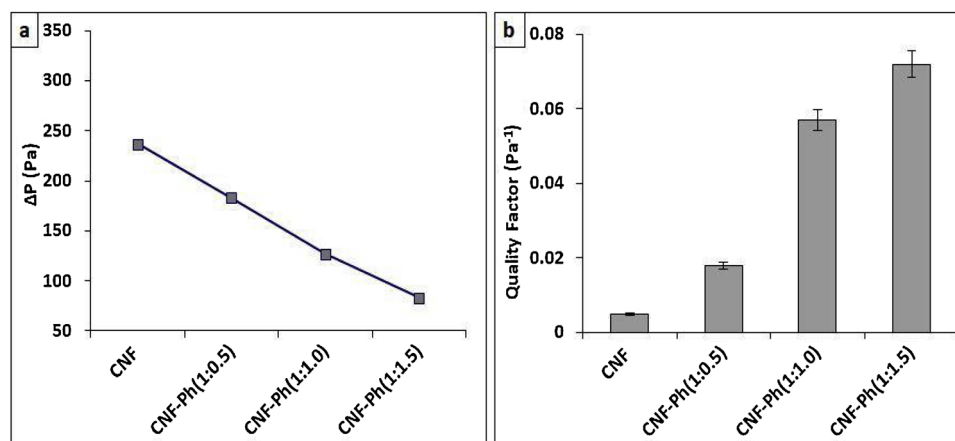 a
350
300
250
200
150
100
50
ΔP (Pa)
CNF
CNF-Ph(1:0.5)
CNF-Ph(1:1.0)
CNF-Ph(1:1.5)
b
0.08
0.06
0.04
0.02
0
Quality Factor (Pa⁻¹)
CNF
CNF-Ph(1:0.5)
CNF-Ph(1:1.0)
CNF-Ph(1:1.5)